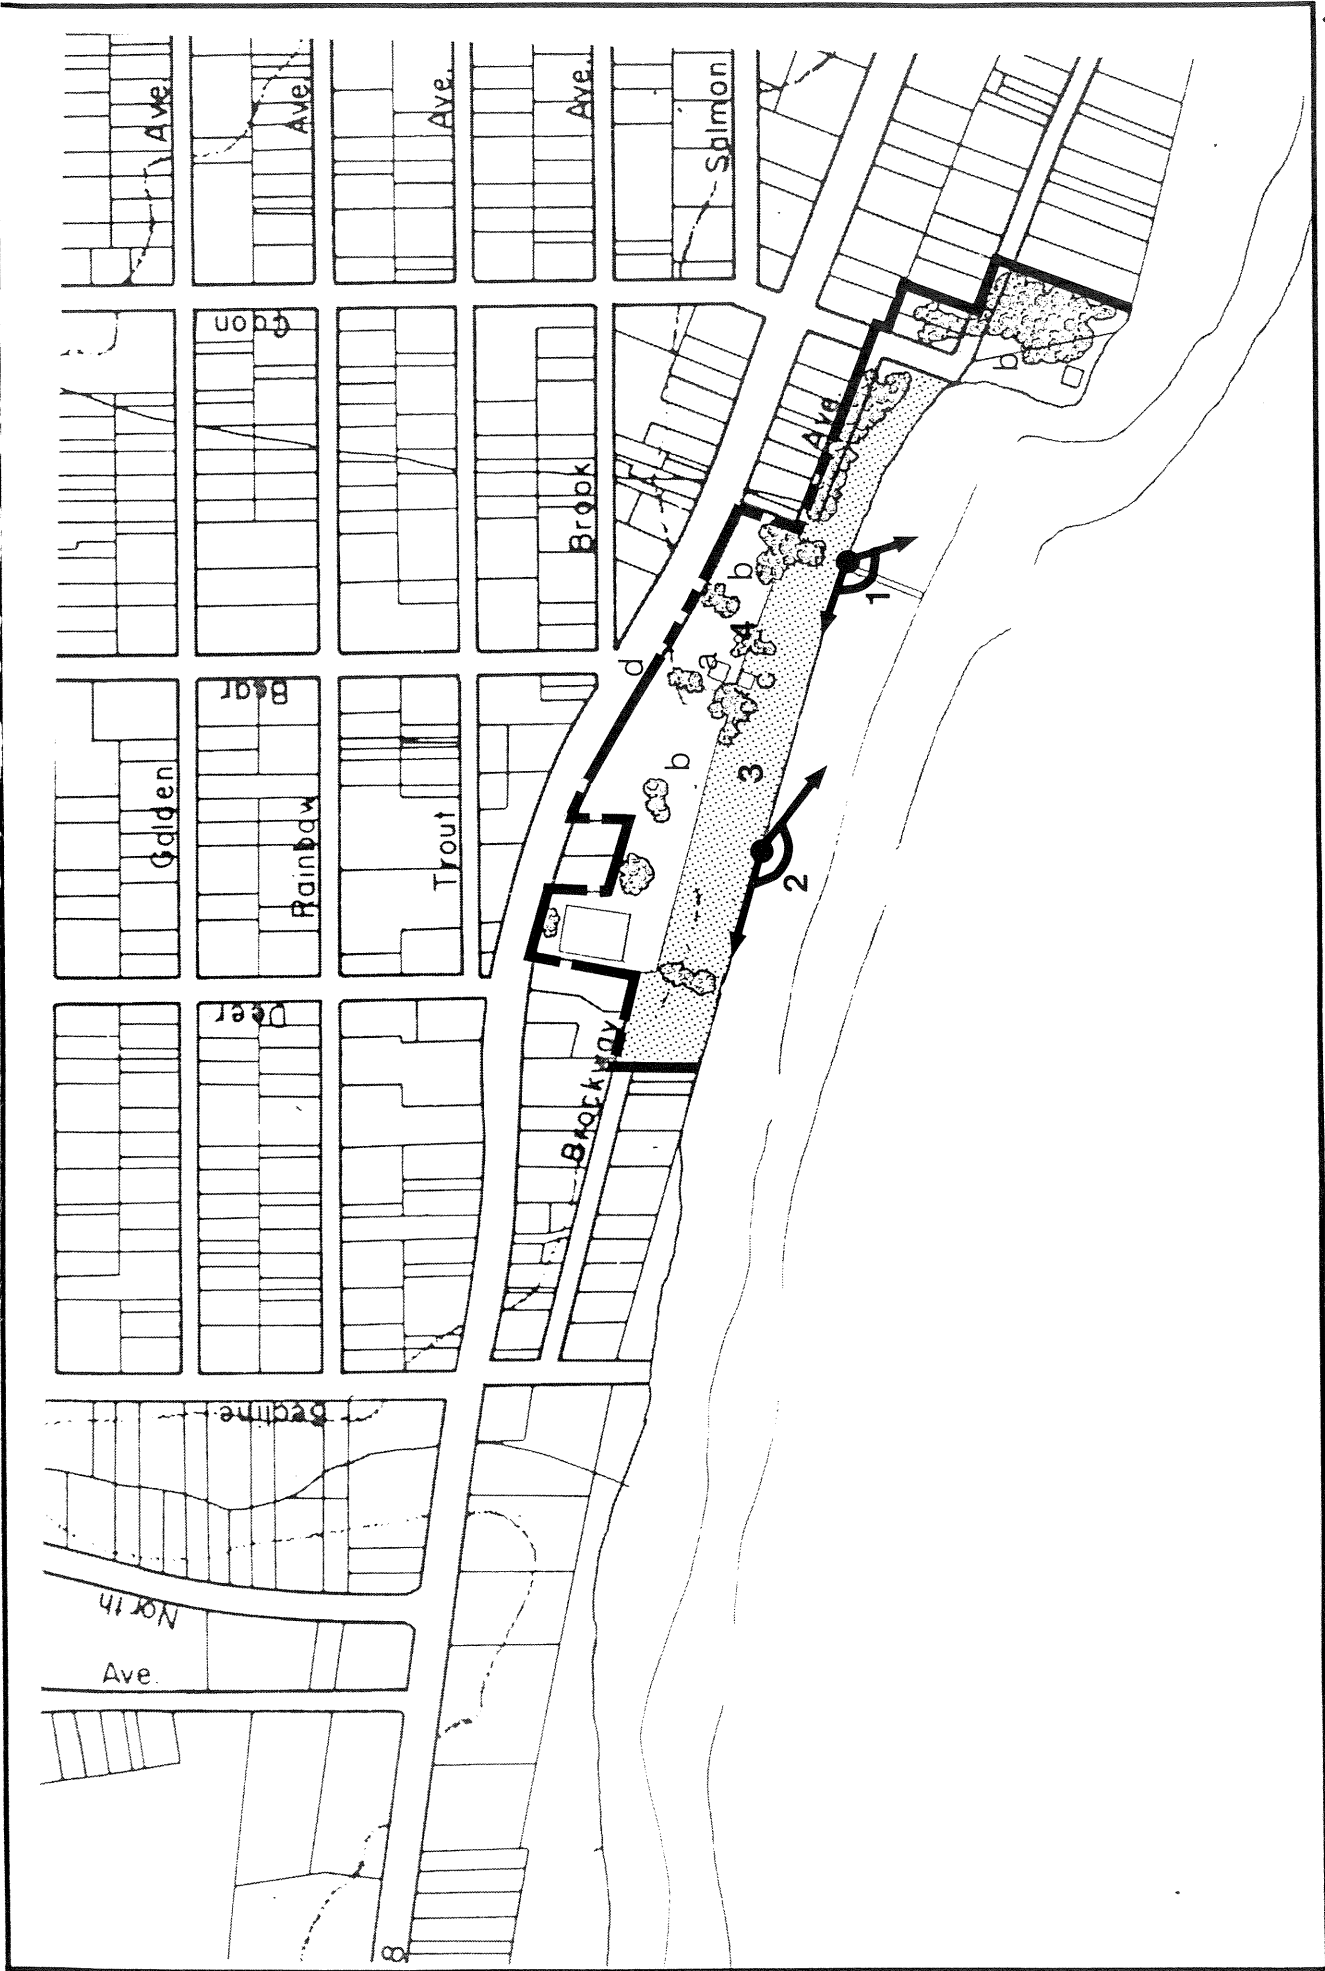 Ave.
Ave.
Ave.
Ave.
Salmon
Coon
Ave.
Brook
b
b
1
4
d
a
c
Bear
b
3
Golden
Rainbow
Trout
2
Deer
Brockway
Beeline
North
Ave.
8